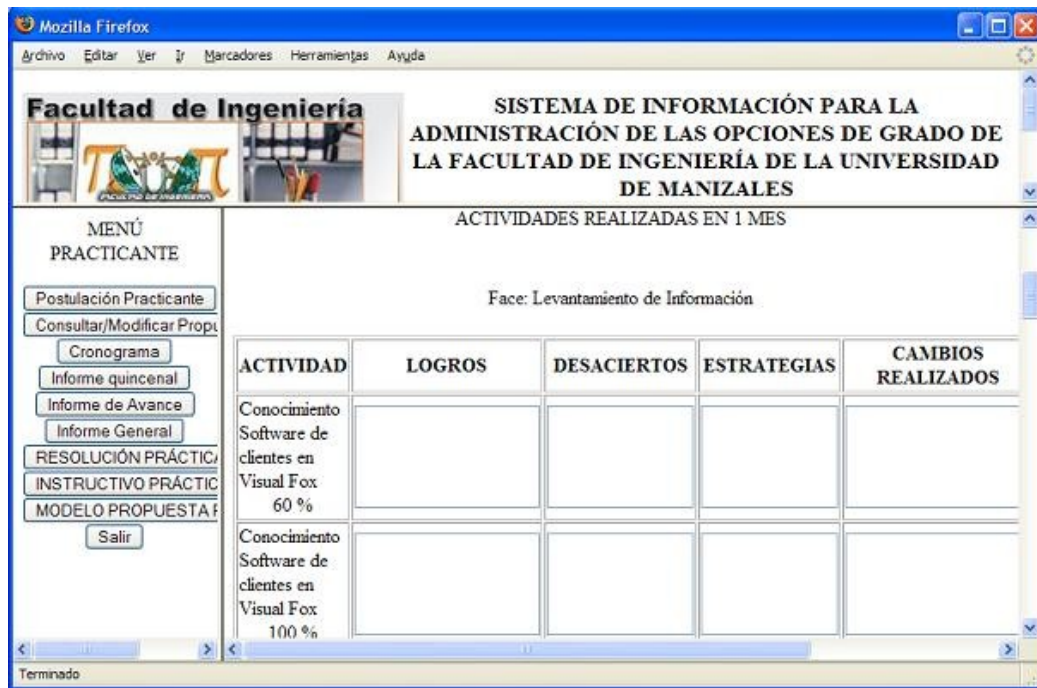 Mozilla Firefox
Archivo Editar Ver Ir Marcadores Herramientas Ayuda
Facultad de Ingeniería
SISTEMA DE INFORMACIÓN PARA LA
ADMINISTRACIÓN DE LAS OPCIONES DE GRADO DE
LA FACULTAD DE INGENIERÍA DE LA UNIVERSIDAD
DE MANIZALES
MENÚ
PRACTICANTE
Postulación Practicante
Consultar/Modificar Propu
Cronograma
Informe quincenal
Informe de Avance
Informe General
RESOLUCIÓN PRÁCTICA
INSTRUCTIVO PRÁCTIC
MODELO PROPUESTA
Salir
ACTIVIDADES REALIZADAS EN 1 MES
Face: Levantamiento de Información
ACTIVIDAD LOGROS DESACIERTOS ESTRATEGIAS CAMBIOS
REALIZADOS
Conocimiento
Software de
clientes en
Visual Fox
60 %
Conocimiento
Software de
clientes en
Visual Fox
100 %
Terminado